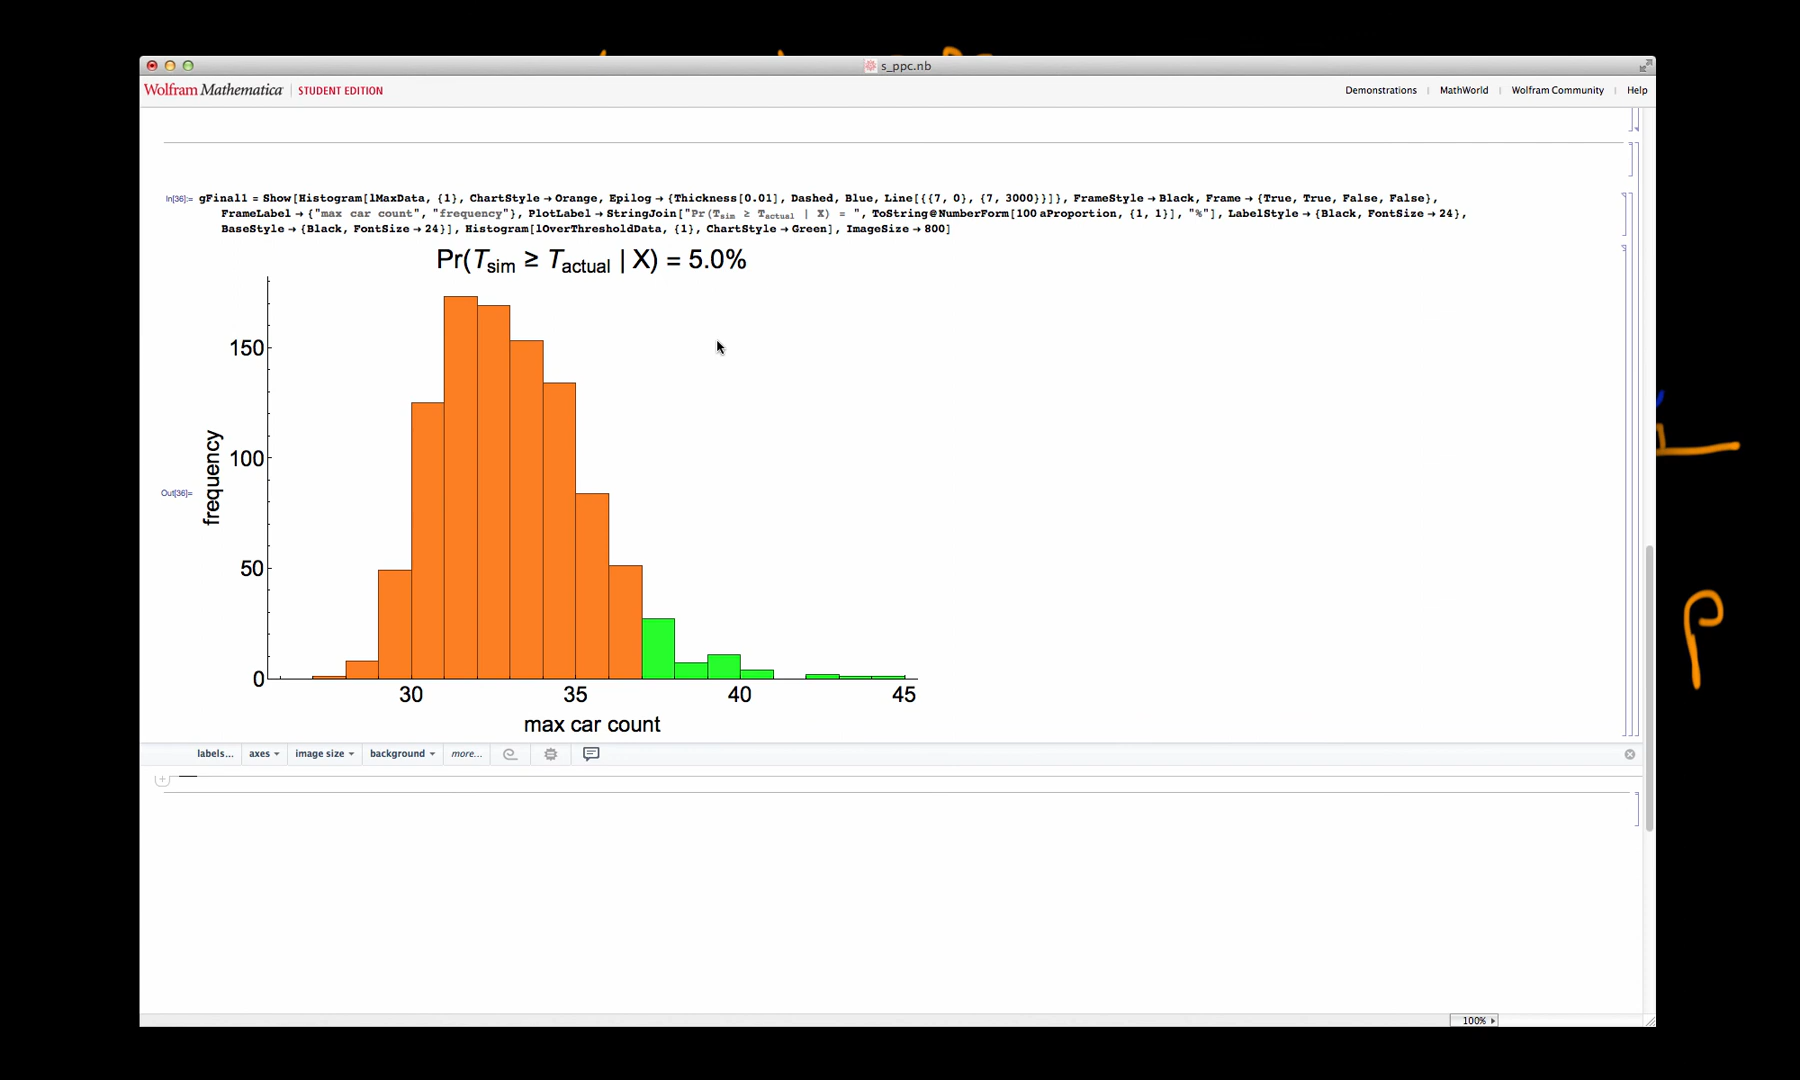 s_ppc.nb
Wolfram Mathematica | STUDENT EDITION
Demonstrations | MathWorld | Wolfram Community | Help
In[36]:= gFinal1 = Show[Histogram[lMaxData, {1}, ChartStyle → Orange, Epilog → {Thickness[0.01], Dashed, Blue, Line[{{7, 0}, {7, 3000}}]}, FrameStyle → Black, Frame → {True, True, False, False},
FrameLabel → {"max car count", "frequency"}, PlotLabel → StringJoin["Pr(Tsim ≥ Tactual | X) = ", ToString@NumberForm[100 aProportion, {1, 1}], "%"], LabelStyle → {Black, FontSize → 24},
BaseStyle → {Black, FontSize → 24}], Histogram[lOverThresholdData, {1}, ChartStyle → Green], ImageSize → 800]
Pr(Tsim ≥ Tactual | X) = 5.0%
150
100
50
0
frequency
Out[36]=
30 35 40 45
max car count
labels... axes image size background more...
100%